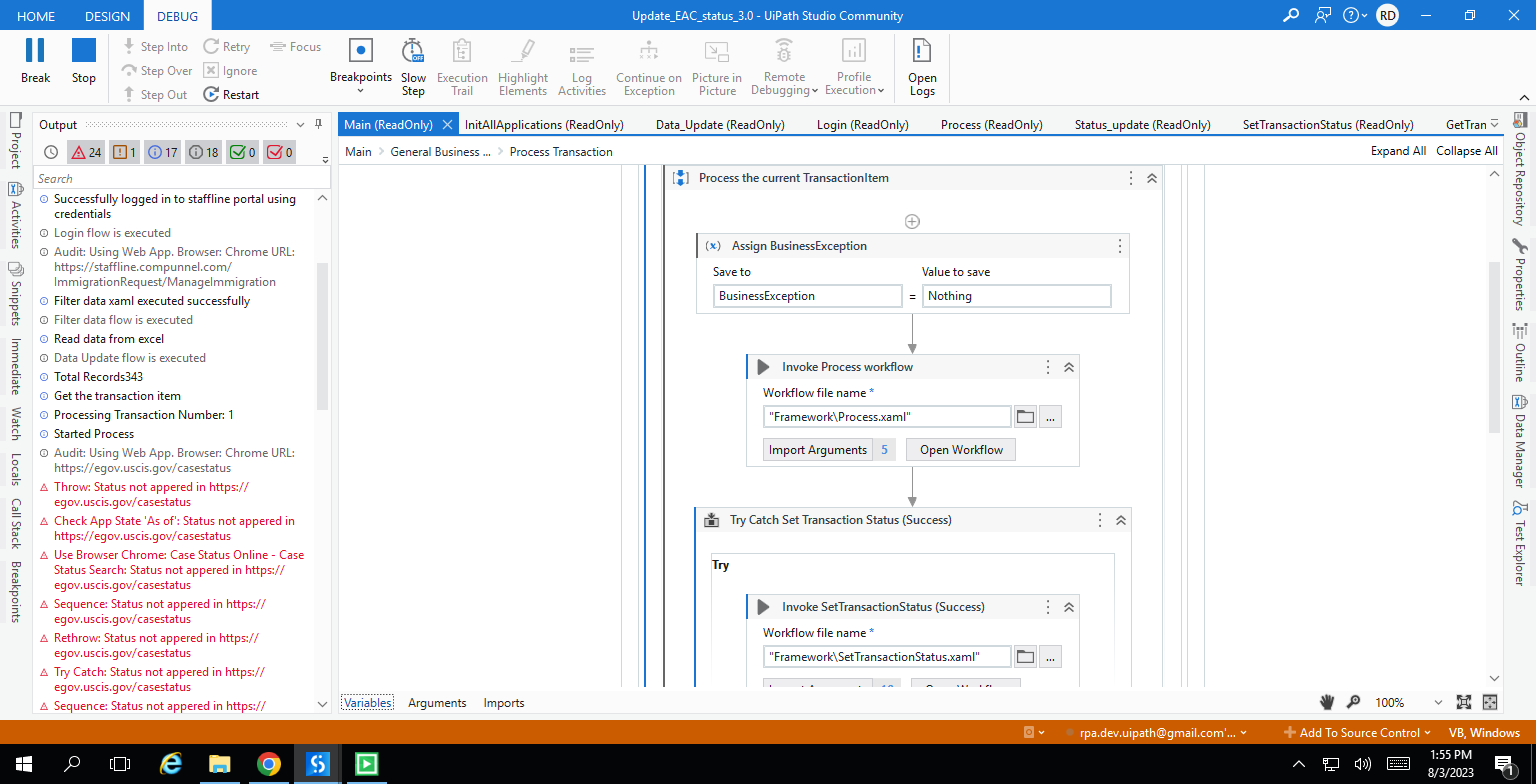 HOME DESIGN DEBUG Update_EAC_status_3.0 - UiPath Studio Community RD
Break Stop Step Into Retry Focus
Step Over Ignore
Step Out Restart
Breakpoints Slow Step OFF Execution Trail Highlight Elements Log Activities Continue on Exception Picture in Picture Remote Debugging Profile Execution Open Logs
Project
Activities
Snippets
Immediate
Watch
Locals
Call Stack
Breakpoints
Output
24 1 17 18 0 0
Search
Successfully logged in to staffline portal using
credentials
Login flow is executed
Audit: Using Web App. Browser: Chrome URL:
https://staffline.compunnel.com/
ImmigrationRequest/ManageImmigration
Filter data xaml executed successfully
Filter data flow is executed
Read data from excel
Data Update flow is executed
Total Records343
Get the transaction item
Processing Transaction Number: 1
Started Process
Audit: Using Web App. Browser: Chrome URL:
https://egov.uscis.gov/casestatus
Throw: Status not appered in https://
egov.uscis.gov/casestatus
Check App State 'As of': Status not appered in
https://egov.uscis.gov/casestatus
Use Browser Chrome: Case Status Online - Case
Status Search: Status not appered in https://
egov.uscis.gov/casestatus
Sequence: Status not appered in https://
egov.uscis.gov/casestatus
Rethrow: Status not appered in https://
egov.uscis.gov/casestatus
Try Catch: Status not appered in https://
egov.uscis.gov/casestatus
Sequence: Status not appered in https://
Main (ReadOnly) InitAllApplications (ReadOnly) Data_Update (ReadOnly) Login (ReadOnly) Process (ReadOnly) Status_update (ReadOnly) SetTransactionStatus (ReadOnly) GetTran
Main General Business ... Process Transaction Expand All Collapse All
Process the current TransactionItem
(x) Assign BusinessException
Save to Value to save
BusinessException = Nothing
Invoke Process workflow
Workflow file name *
"Framework\Process.xaml" ...
Import Arguments 5 Open Workflow
Try Catch Set Transaction Status (Success)
Try
Invoke SetTransactionStatus (Success)
Workflow file name *
"Framework\SetTransactionStatus.xaml" ...
Import Arguments 10 Open Workflow
Variables Arguments Imports 100%
Object Repository
Properties
Outline
Data Manager
Test Explorer
rpa.dev.uipath@gmail.com'... Add To Source Control VB, Windows
1:55 PM
8/3/2023
1